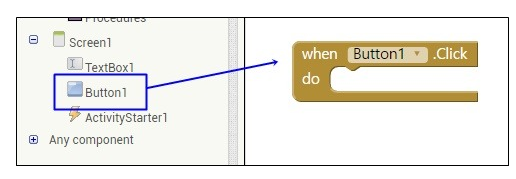 Procedures
Screen1
TextBox1
Button1
ActivityStarter1
Any component
when Button1 .Click
do